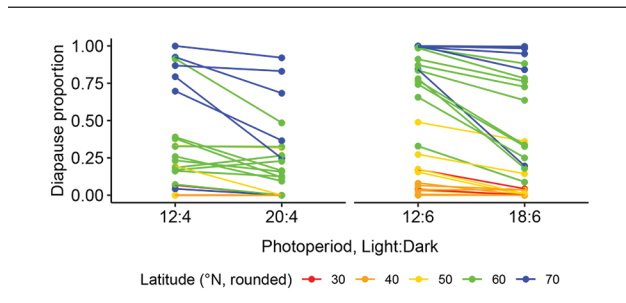 Diapause proportion
1.00
0.75
0.50
0.25
0.00
12:4 20:4 12:6 18:6
Photoperiod, Light:Dark
Latitude (°N, rounded) 30 40 50 60 70